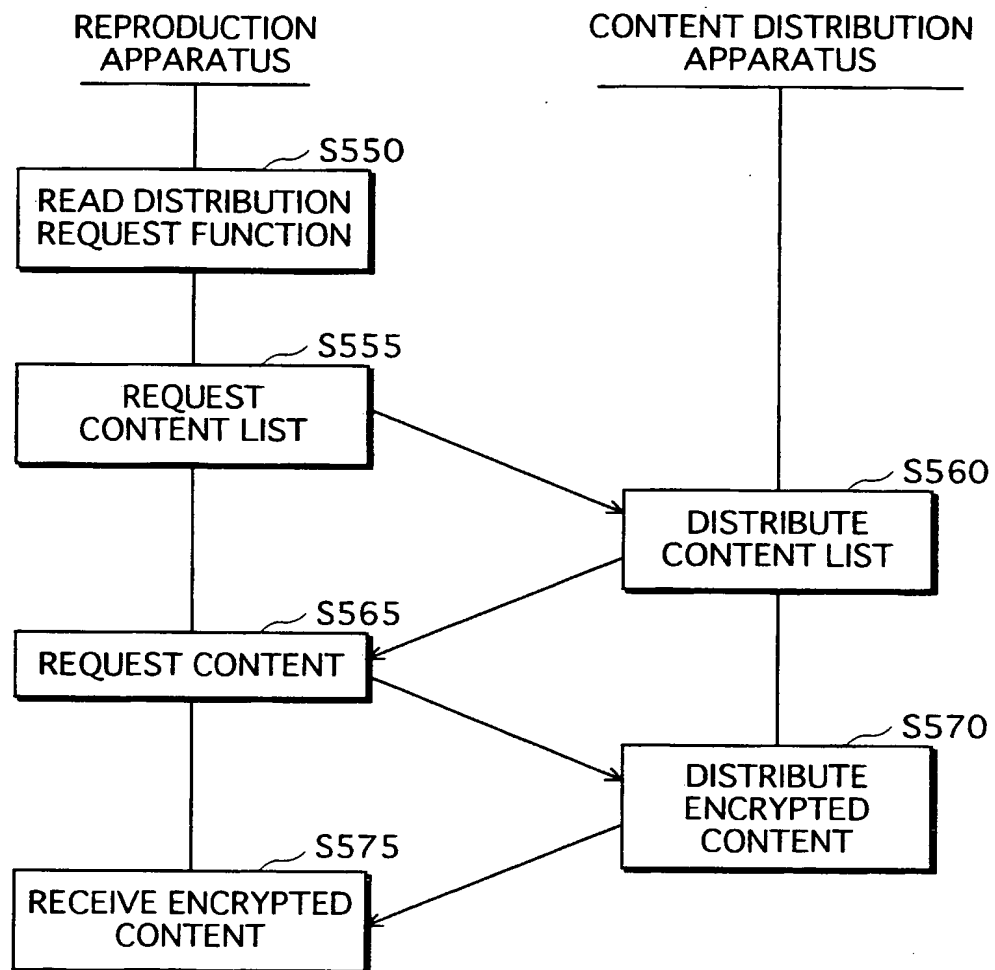 REPRODUCTION
APPARATUS
CONTENT DISTRIBUTION
APPARATUS
S550
READ DISTRIBUTION
REQUEST FUNCTION
S555
REQUEST
CONTENT LIST
S560
DISTRIBUTE
CONTENT LIST
S565
REQUEST CONTENT
S570
DISTRIBUTE
ENCRYPTED
CONTENT
S575
RECEIVE ENCRYPTED
CONTENT